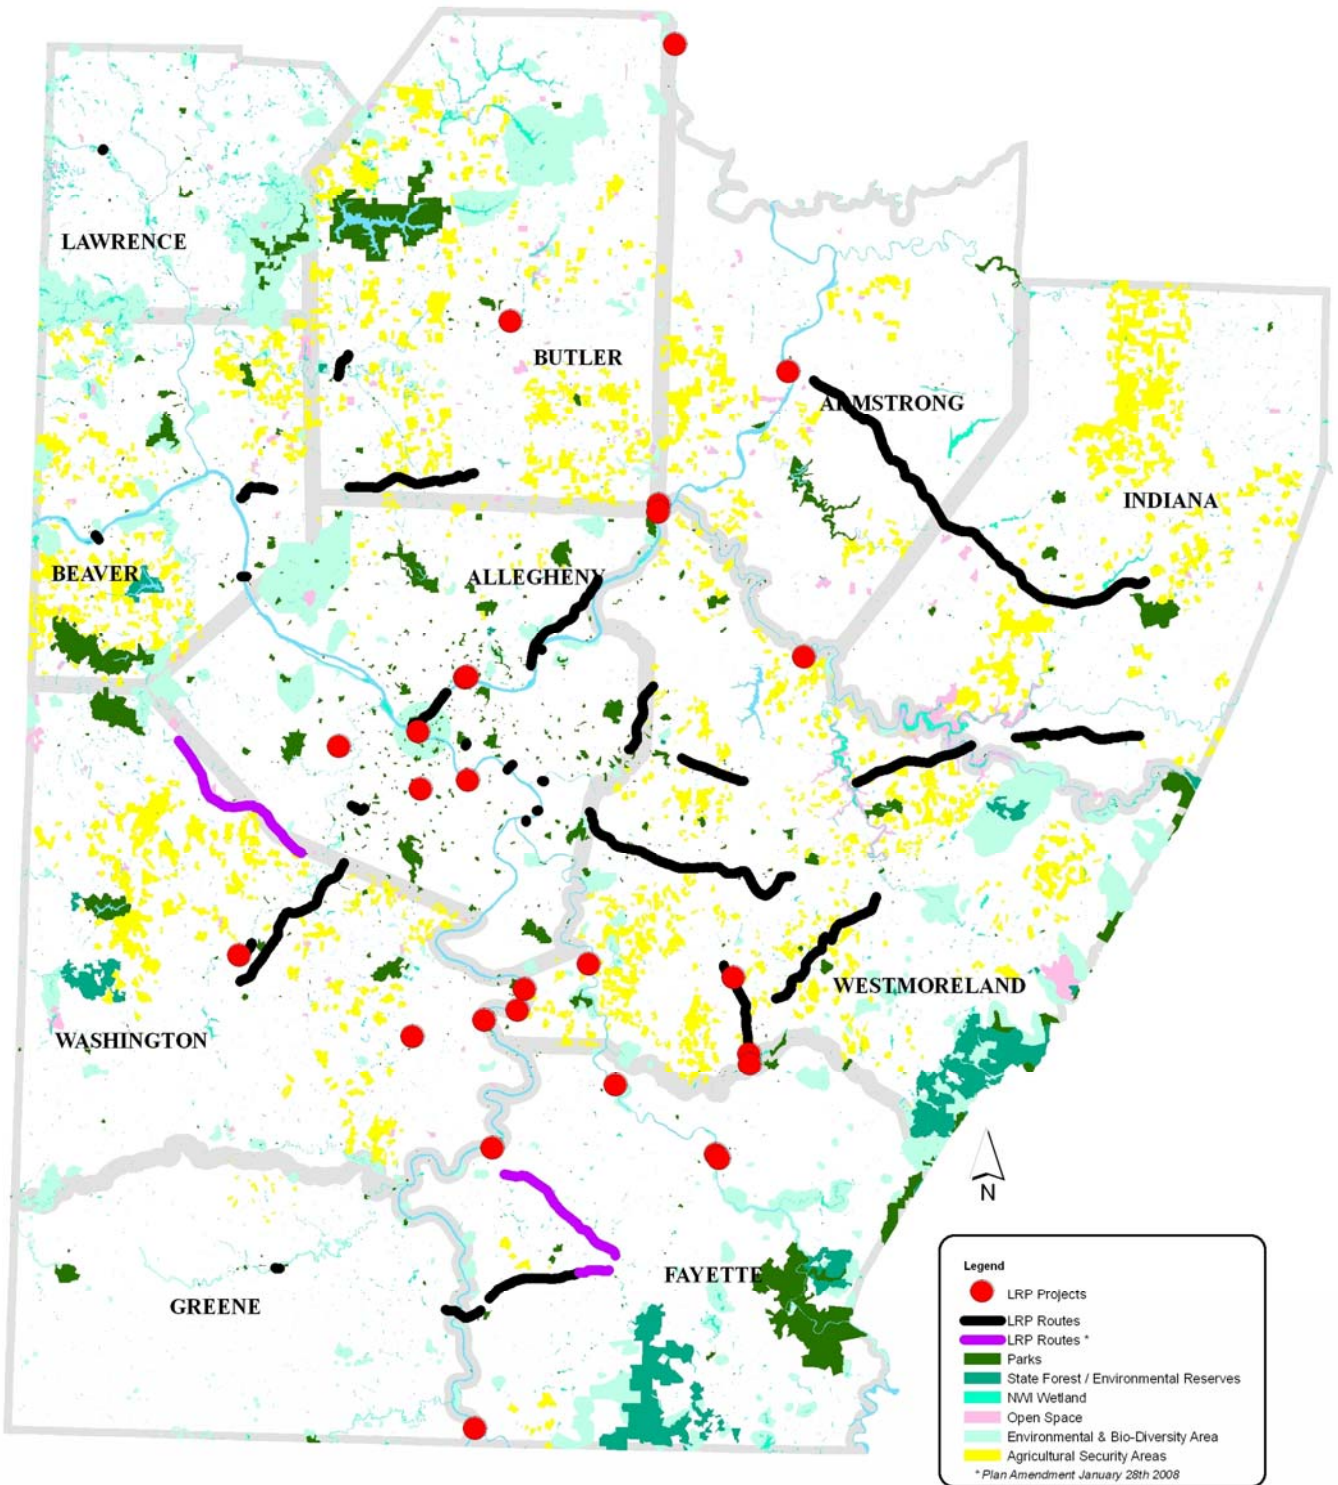 LAWRENCE
BUTLER
ARMSTRONG
INDIANA
BEAVER
ALLEGHENY
WESTMORELAND
WASHINGTON
N
FAYETTE
GREENE
Legend
LRP Projects
LRP Routes
LRP Routes *
Parks
State Forest / Environmental Reserves
NWI Wetland
Open Space
Environmental & Bio-Diversity Area
Agricultural Security Areas
* Plan Amendment January 28th 2008